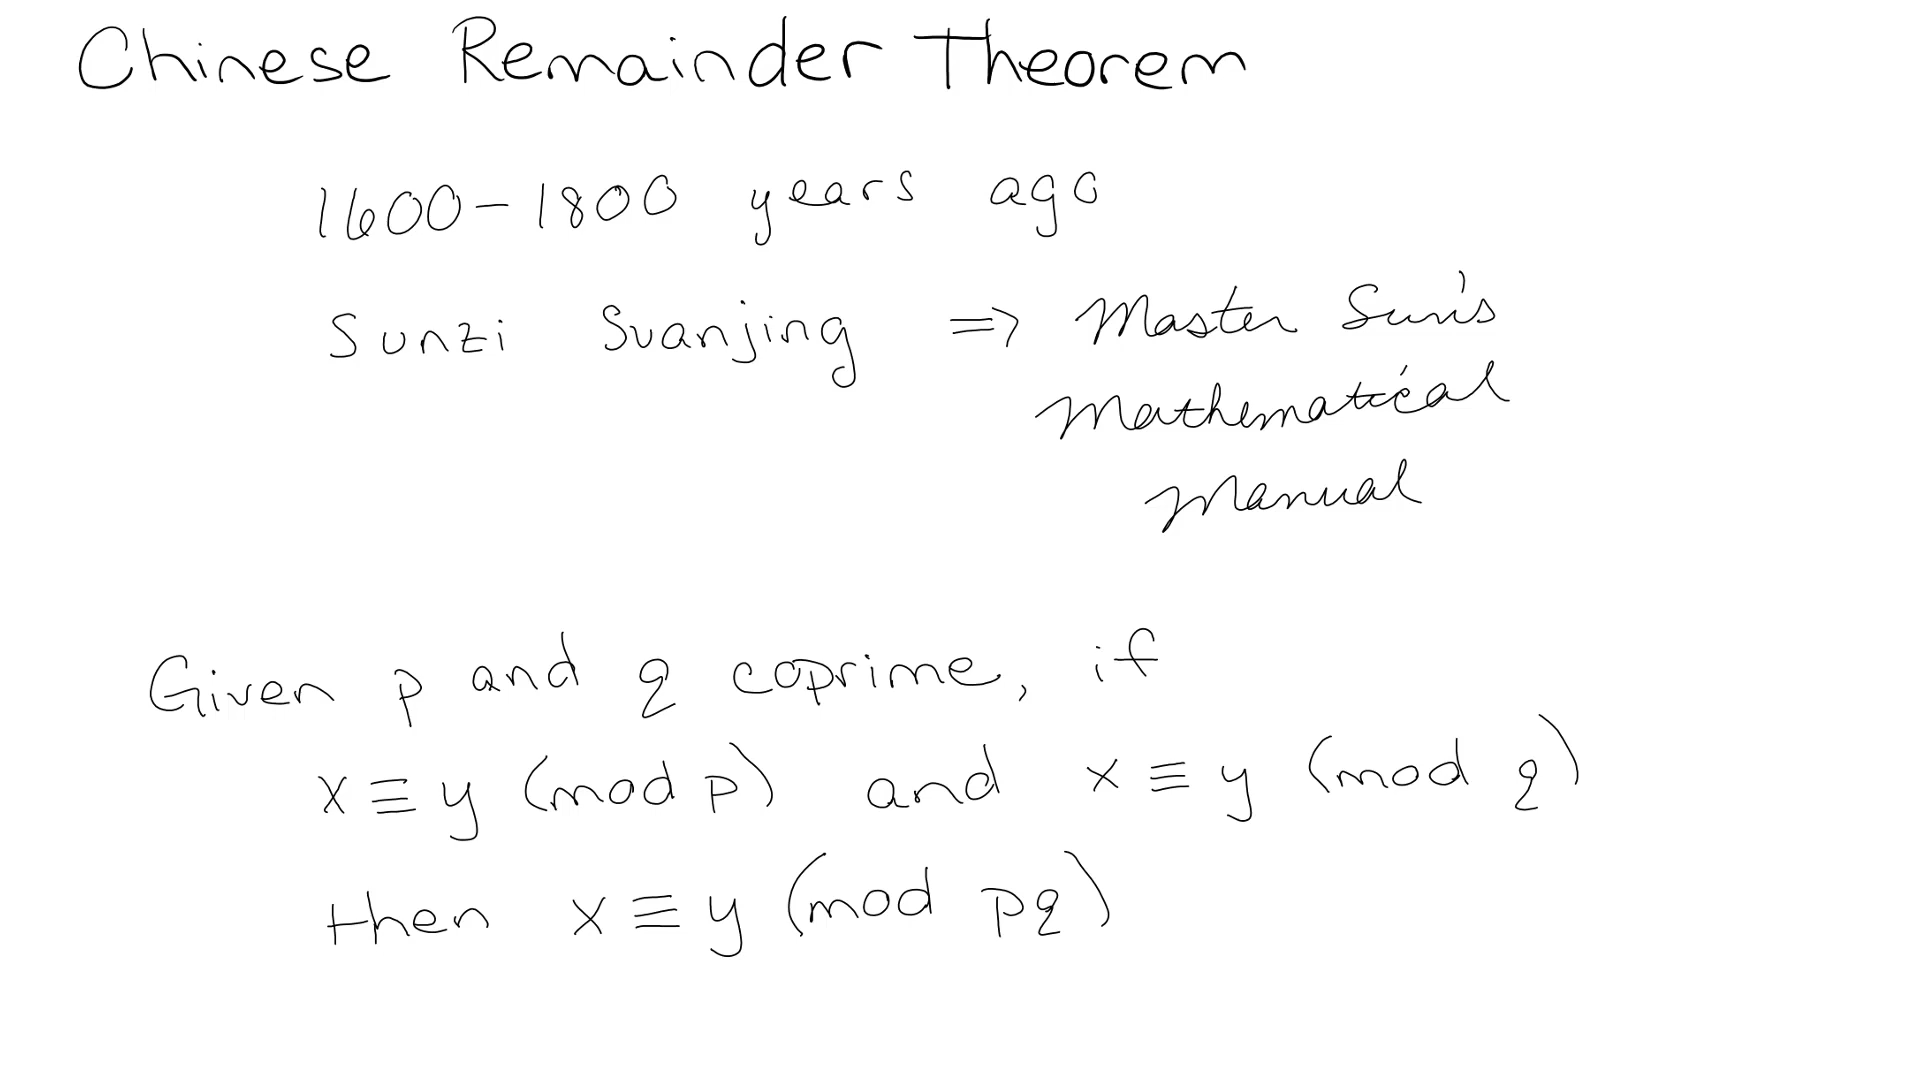 Chinese Remainder Theorem
1600-1800 years ago
Sunzi Suanjing => Master Sun's
Mathematical
Manual
Given p and q coprime, if
x ≡ y (mod p) and x ≡ y (mod q)
then x ≡ y (mod pq)